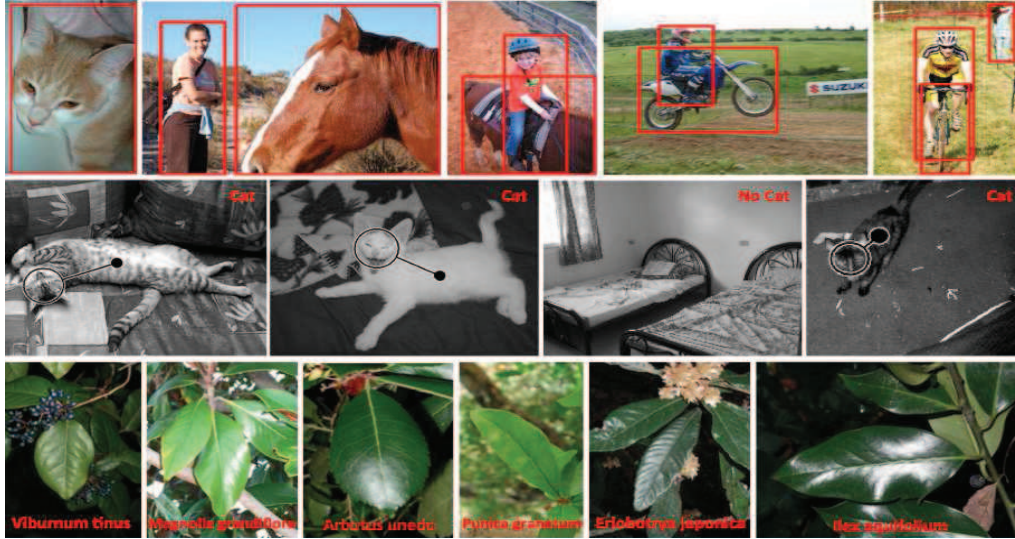 SUZUKI
Cat
Cat
No Cat
Cat
Viburnum tinus
Magnolia grandiflora
Arbutus unedo
Punica granatum
Eriobotrya japonica
Ilex aquifolium